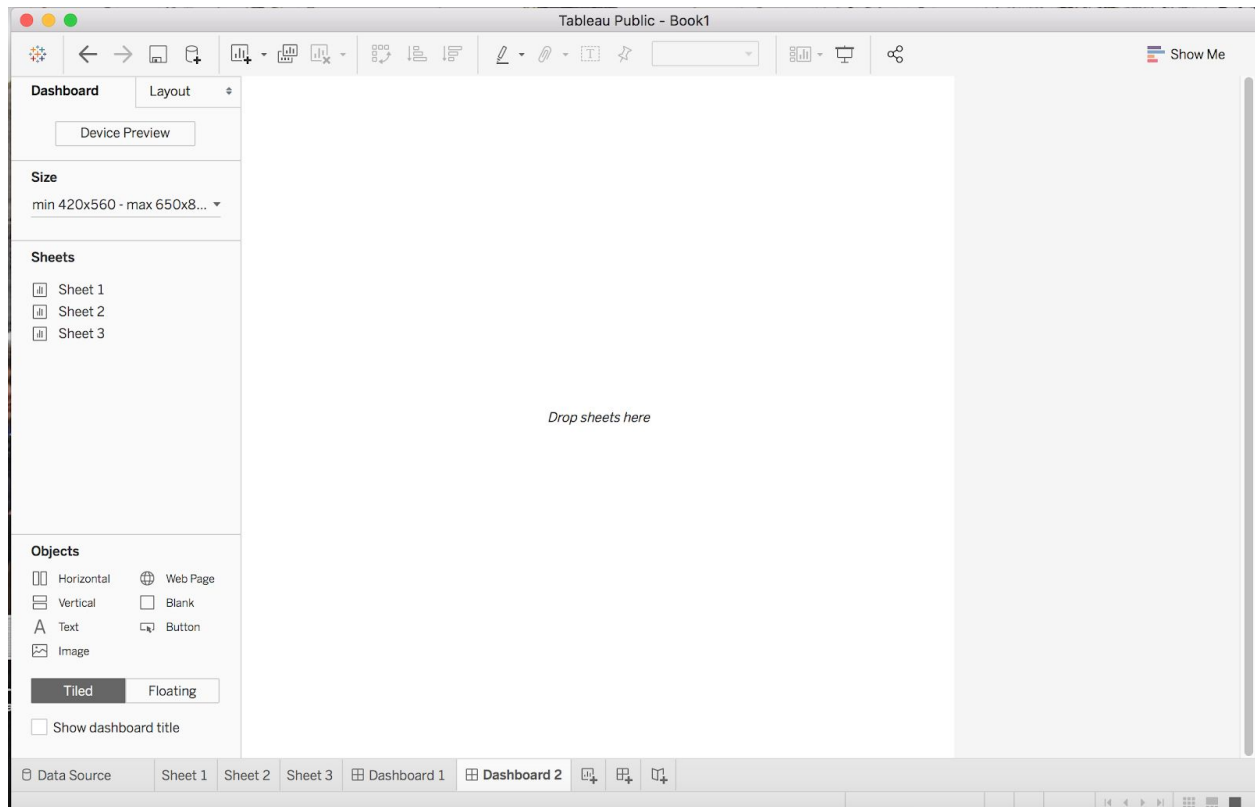 Tableau Public - Book1
Show Me
Dashboard
Layout
Device Preview
Size
min 420x560 - max 650x8...
Sheets
Sheet 1
Sheet 2
Sheet 3
Drop sheets here
Objects
Horizontal
Web Page
Vertical
Blank
A Text
Button
Image
Tiled
Floating
Show dashboard title
Data Source
Sheet 1
Sheet 2
Sheet 3
Dashboard 1
Dashboard 2